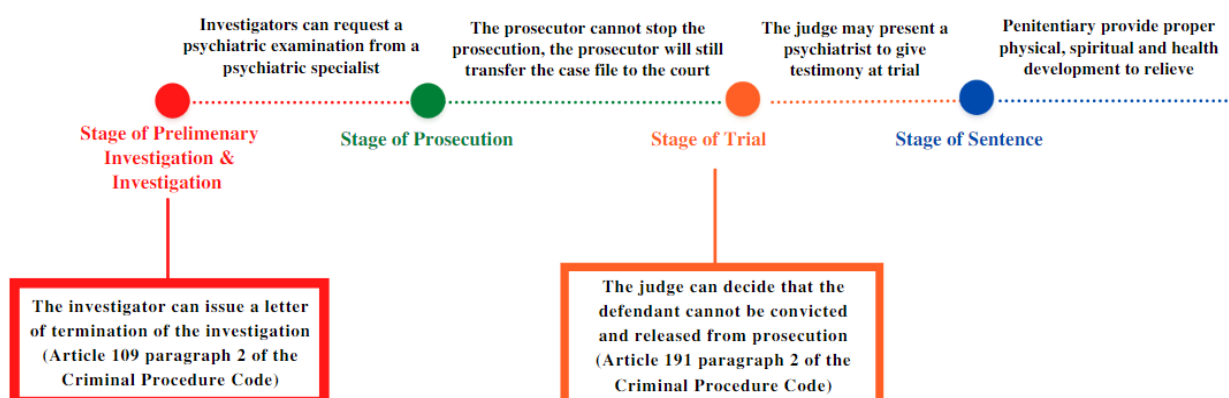 Investigators can request a
psychiatric examination from a
psychiatric specialist
The prosecutor cannot stop the
prosecution, the prosecutor will still
transfer the case file to the court
The judge may present a
psychiatrist to give
testimony at trial
Penitentiary provide proper
physical, spiritual and health
development to relieve
Stage of Prelimenary
Investigation &
Investigation
Stage of Prosecution
Stage of Trial
Stage of Sentence
The investigator can issue a letter
of termination of the investigation
(Article 109 paragraph 2 of the
Criminal Procedure Code)
The judge can decide that the
defendant cannot be convicted
and released from prosecution
(Article 191 paragraph 2 of the
Criminal Procedure Code)